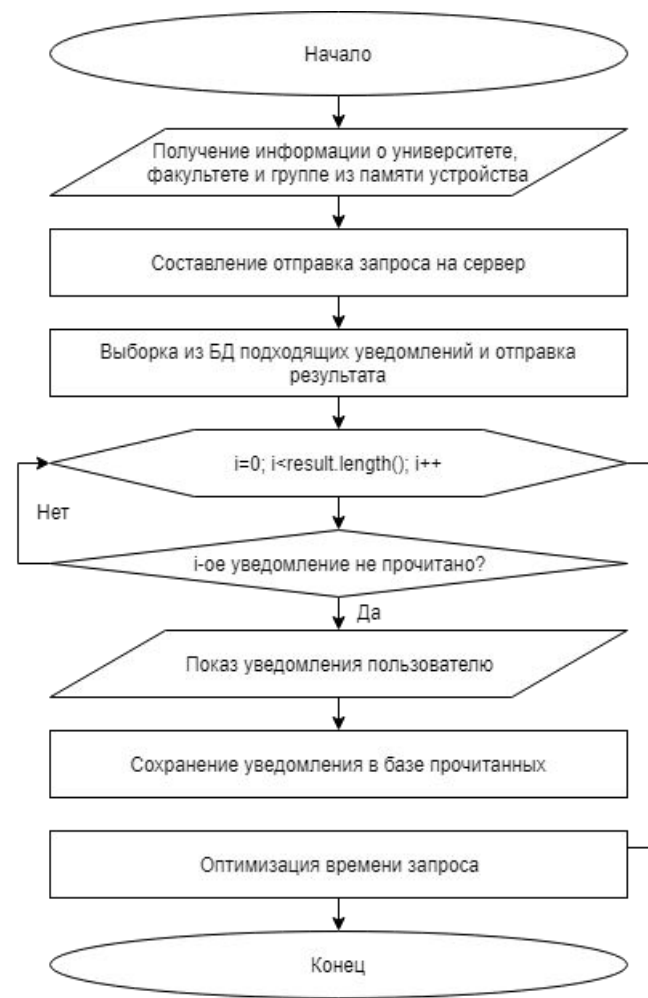 Начало
Получение информации о университете,
факультете и группе из памяти устройства
Составление отправка запроса на сервер
Выборка из БД подходящих уведомлений и отправка
результата
i=0; i<result.length(); i++
Нет
i-ое уведомление не прочитано?
Да
Показ уведомления пользователю
Сохранение уведомления в базе прочитанных
Оптимизация времени запроса
Конец